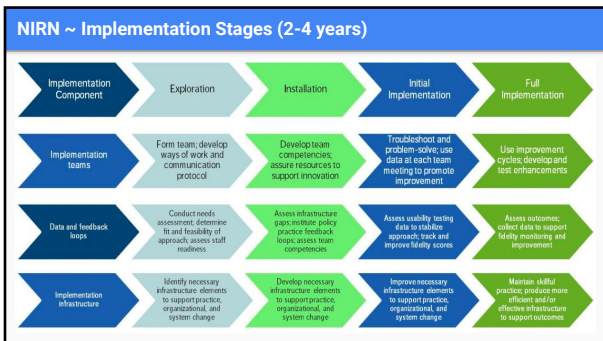 NIRN ~ Implementation Stages (2-4 years)
Implementation
Component
Exploration
Installation
Initial
Implementation
Full
Implementation
Implementation
teams
Form team; develop
ways of work and
communication
protocol
Develop team
competencies;
assure resources to
support innovation
Troubleshoot and
problem-solve; use
data at each team
meeting to promote
improvement
Use improvement
cycles; develop and
test enhancements
Data and feedback
loops
Conduct needs
assessment; determine
fit and feasibility of
approach; assess staff
readiness
Assess infrastructure
gaps; institute policy
practice feedback
loops; assess team
competencies
Assess usability testing
data to stabilize
approach; track and
improve fidelity scores
Assess outcomes;
collect data to support
fidelity monitoring and
improvement
Implementation
infrastructure
Identify necessary
infrastructure elements
to support practice,
organizational, and
system change
Develop necessary
infrastructure elements
to support practice,
organizational, and
system change
Improve necessary
infrastructure elements
to support practice,
organizational, and
system change
Maintain skillful
practice; produce more
efficient and/or
effective infrastructure
to support outcomes